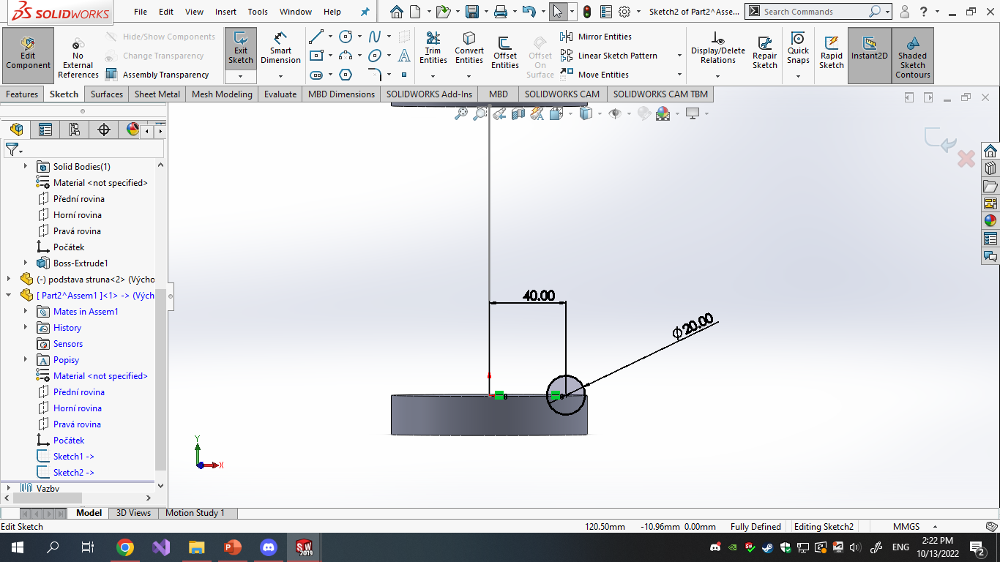 SOLIDWORKS
File Edit View Insert Tools Window Help
Sketch2 of Part2^Asse...
Search Commands
Edit Component
No External References
Hide/Show Components
Change Transparency
Assembly Transparency
Exit Sketch
Smart Dimension
Trim Entities
Convert Entities
Offset Entities
Offset On Surface
Mirror Entities
Linear Sketch Pattern
Move Entities
Display/Delete Relations
Repair Sketch
Quick Snaps
Rapid Sketch
Instant2D
Shaded Sketch Contours
Features Sketch Surfaces Sheet Metal Mesh Modeling Evaluate MBD Dimensions SOLIDWORKS Add-Ins MBD SOLIDWORKS CAM SOLIDWORKS CAM TBM
Solid Bodies(1)
Material <not specified>
Přední rovina
Horní rovina
Pravá rovina
Počátek
Boss-Extrude1
(-) podstava struna<2> (Výcho
[ Part2^Assem1 ]<1> -> (Vých
Mates in Assem1
History
Sensors
Popisy
Material <not specified>
Přední rovina
Horní rovina
Pravá rovina
Počátek
Sketch1 ->
Sketch2 ->
Vazby
40.00
ϕ20.00
Y
X
Model 3D Views Motion Study 1
Edit Sketch 120.50mm -10.96mm 0.00mm Fully Defined Editing Sketch2 MMGS
SW 2019
ENG
2:22 PM
10/13/2022
2